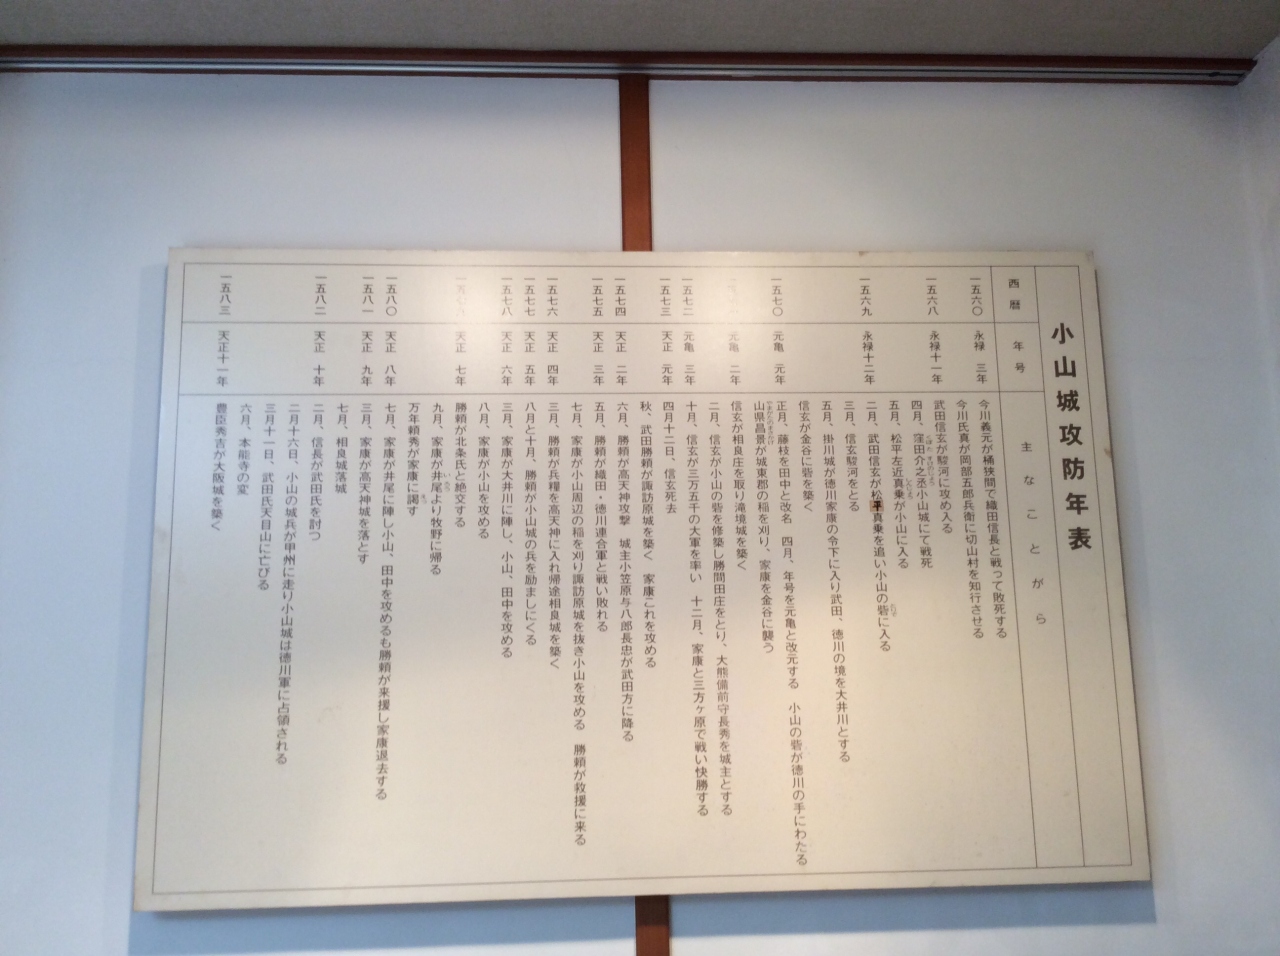 小山城攻防年表
西暦 年号 主なことがら
一五六〇 永禄 三年 今川義元が桶狭間で織田信長と戦って敗死する
今川氏真が岡部五郎兵衛に切山村を知行させる
一五六八 永禄十一年 武田信玄が駿河に攻め入る
四月、窪田介之丞小山城にて戦死
五月、松平左近真乗が小山に入る
一五六九 永禄十二年 二月、武田信玄が松平真乗を追い小山の砦に入る
三月、信玄駿河をとる
五月、掛川城が徳川家康の令下に入り武田、徳川の境を大井川とする
信玄が金谷に砦を築く
一五七〇 元亀 元年 正月、藤枝を田中と改名 四月、年号を元亀と改元する 小山の砦が徳川の手にわたる
山県昌景が城東郡の稲を刈り、家康を金谷に襲う
元亀 二年 信玄が相良庄を取り滝境城を築く
二月、信玄が小山の砦を修築し勝間田庄をとり、大熊備前守長秀を城主とする
一五七二 元亀 三年 十月、信玄が三万五千の大軍を率い 十二月、家康と三方ヶ原で戦い快勝する
一五七三 天正 元年 四月十二日、信玄死去
秋、武田勝頼が諏訪原城を築く 家康これを攻める
一五七四 天正 二年 六月、勝頼が高天神攻撃 城主小笠原与八郎長忠が武田方に降る
一五七五 天正 三年 五月、勝頼が織田・徳川連合軍と戦い敗れる
七月、家康が小山周辺の稲を刈り諏訪原城を抜き小山を攻める 勝頼が救援に来る
一五七六 天正 四年 三月、勝頼が兵糧を高天神に入れ帰途相良城を築く
一五七七 天正 五年 八月と十月、勝頼が小山城の兵を励ましにくる
一五七八 天正 六年 三月、家康が大井川に陣し、小山、田中を攻める
八月、家康が小山を攻める
天正 七年 勝頼が北条氏と絶交する
九月、家康が井尾より牧野に帰る
万年頼秀が家康に謁す
一五八〇 天正 八年 七月、家康が井尾に陣し小山、田中を攻めるも勝頼が来援し家康退去する
一五八一 天正 九年 三月、家康が高天神城を落とす
七月、相良城落城
一五八二 天正 十年 二月、信長が武田氏を討つ
二月十六日、小山の城兵が甲州に走り小山城は徳川軍に占領される
三月十一日、武田氏天目山に亡びる
六月、本能寺の変
一五八三 天正十一年 豊臣秀吉が大阪城を築く